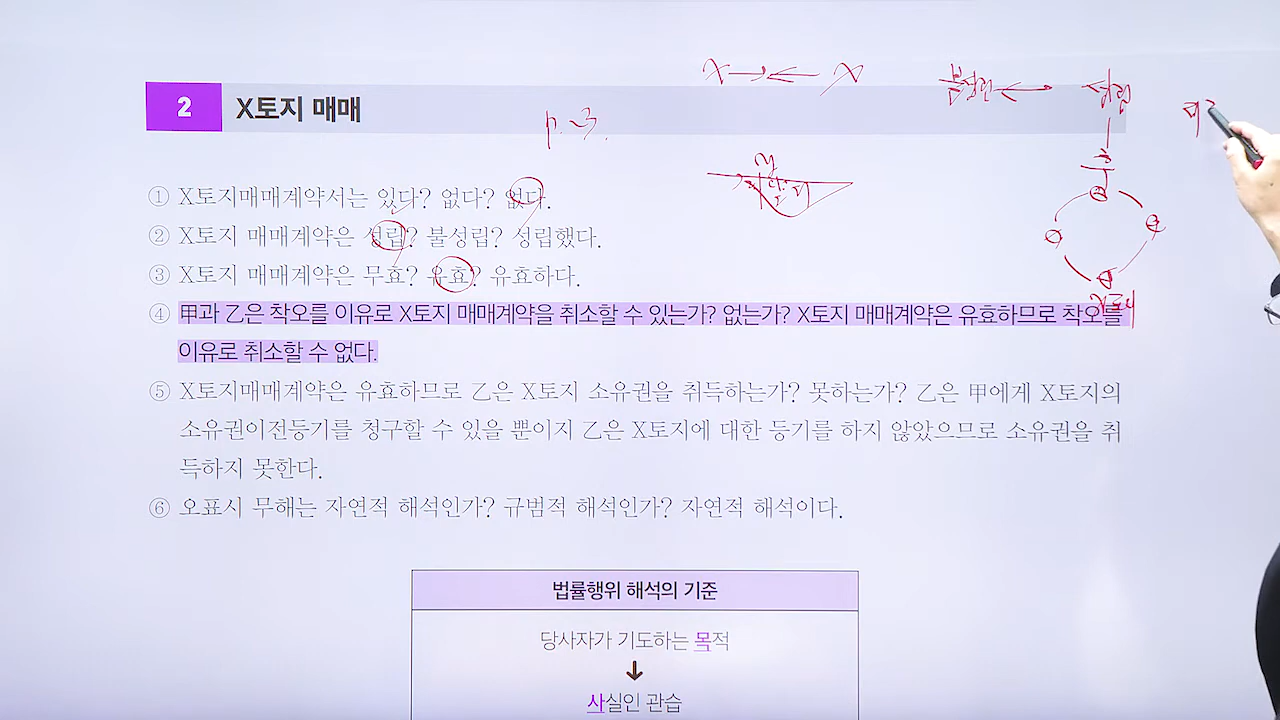 X → ← X
불성립 ↔ 성립
2 X토지 매매
p.23.
① X토지매매계약서는 있다? 없다? 없다.
② X토지 매매계약은 성립? 불성립? 성립했다.
③ X토지 매매계약은 무효? 유효? 유효하다.
④ 甲과 乙은 착오를 이유로 X토지 매매계약을 취소할 수 있는가? 없는가? X토지 매매계약은 유효하므로 착오를
이유로 취소할 수 없다.
⑤ X토지매매계약은 유효하므로 乙은 X토지 소유권을 취득하는가? 못하는가? 乙은 甲에게 X토지의
소유권이전등기를 청구할 수 있을 뿐이지 乙은 X토지에 대한 등기를 하지 않았으므로 소유권을 취
득하지 못한다.
⑥ 오표시 무해는 자연적 해석인가? 규범적 해석인가? 자연적 해석이다.
법률행위 해석의 기준
당사자가 기도하는 목적
↓
사실인 관습